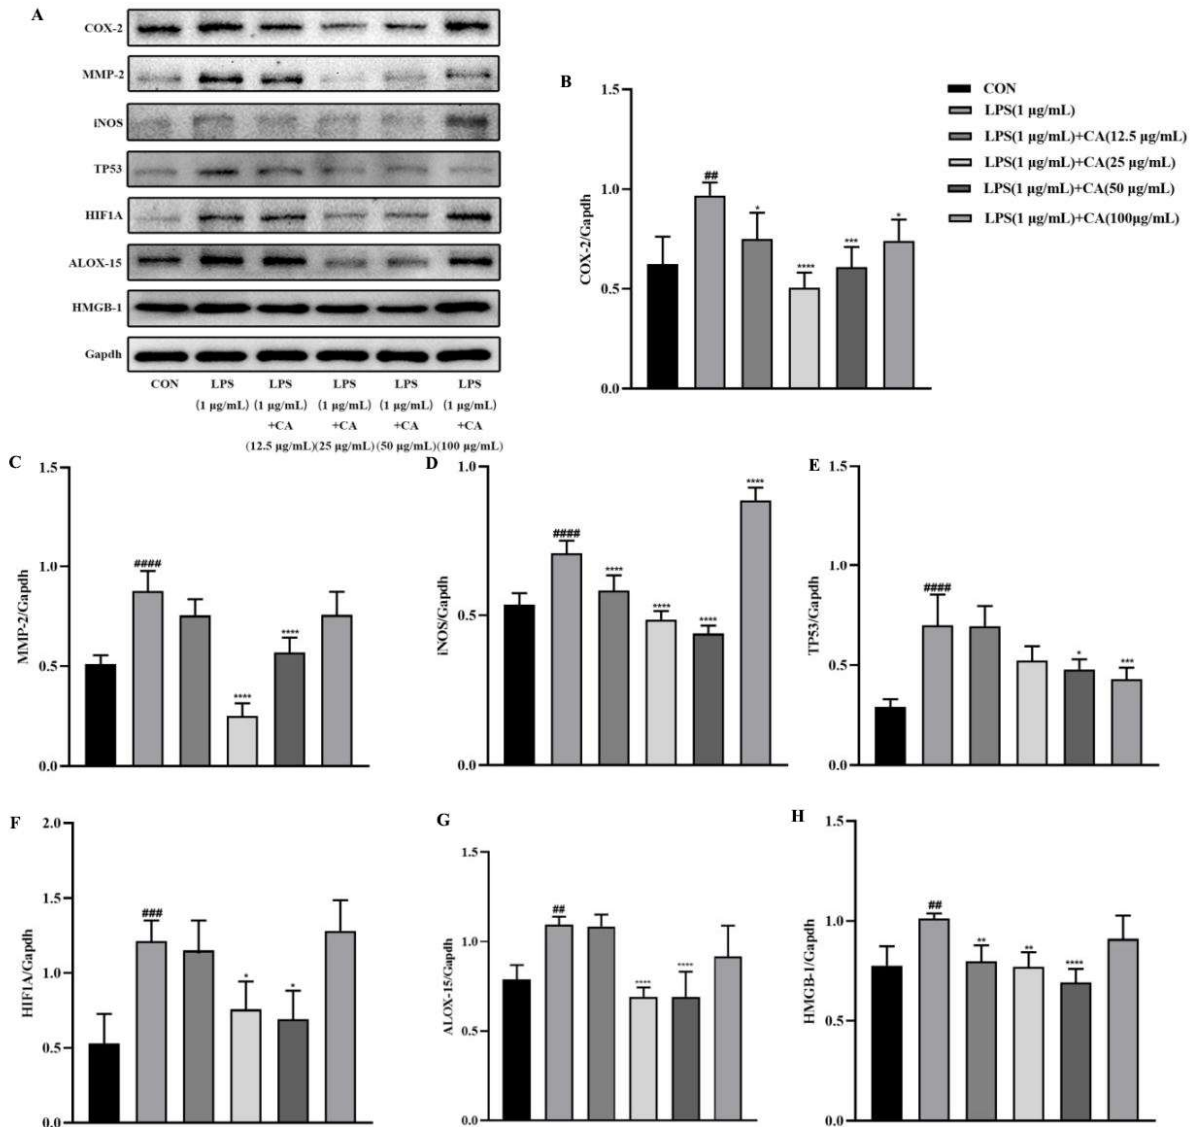 A
COX-2
MMP-2
iNOS
TP53
HIF1A
ALOX-15
HMGB-1
Gapdh
CON LPS LPS LPS LPS LPS
(1 μg/mL) (1 μg/mL) (1 μg/mL) (1 μg/mL) (1 μg/mL)
+CA +CA +CA +CA
(12.5 μg/mL)(25 μg/mL)(50 μg/mL)(100 μg/mL)
B
COX-2/Gapdh
1.5
1.0
0.5
0.0
##
*
****
***
*
CON
LPS(1 μg/mL)
LPS(1 μg/mL)+CA(12.5 μg/mL)
LPS(1 μg/mL)+CA(25 μg/mL)
LPS(1 μg/mL)+CA(50 μg/mL)
LPS(1 μg/mL)+CA(100μg/mL)
C
MMP-2/Gapdh
1.5
1.0
0.5
0.0
####
****
****
D
iNOS/Gapdh
1.0
0.5
0.0
####
****
****
****
****
E
TP53/Gapdh
1.5
1.0
0.5
0.0
####
*
***
F
HIF1A/Gapdh
2.0
1.5
1.0
0.5
0.0
###
*
*
G
ALOX-15/Gapdh
1.5
1.0
0.5
0.0
##
****
****
H
HMGB-1/Gapdh
1.5
1.0
0.5
0.0
##
**
**
****